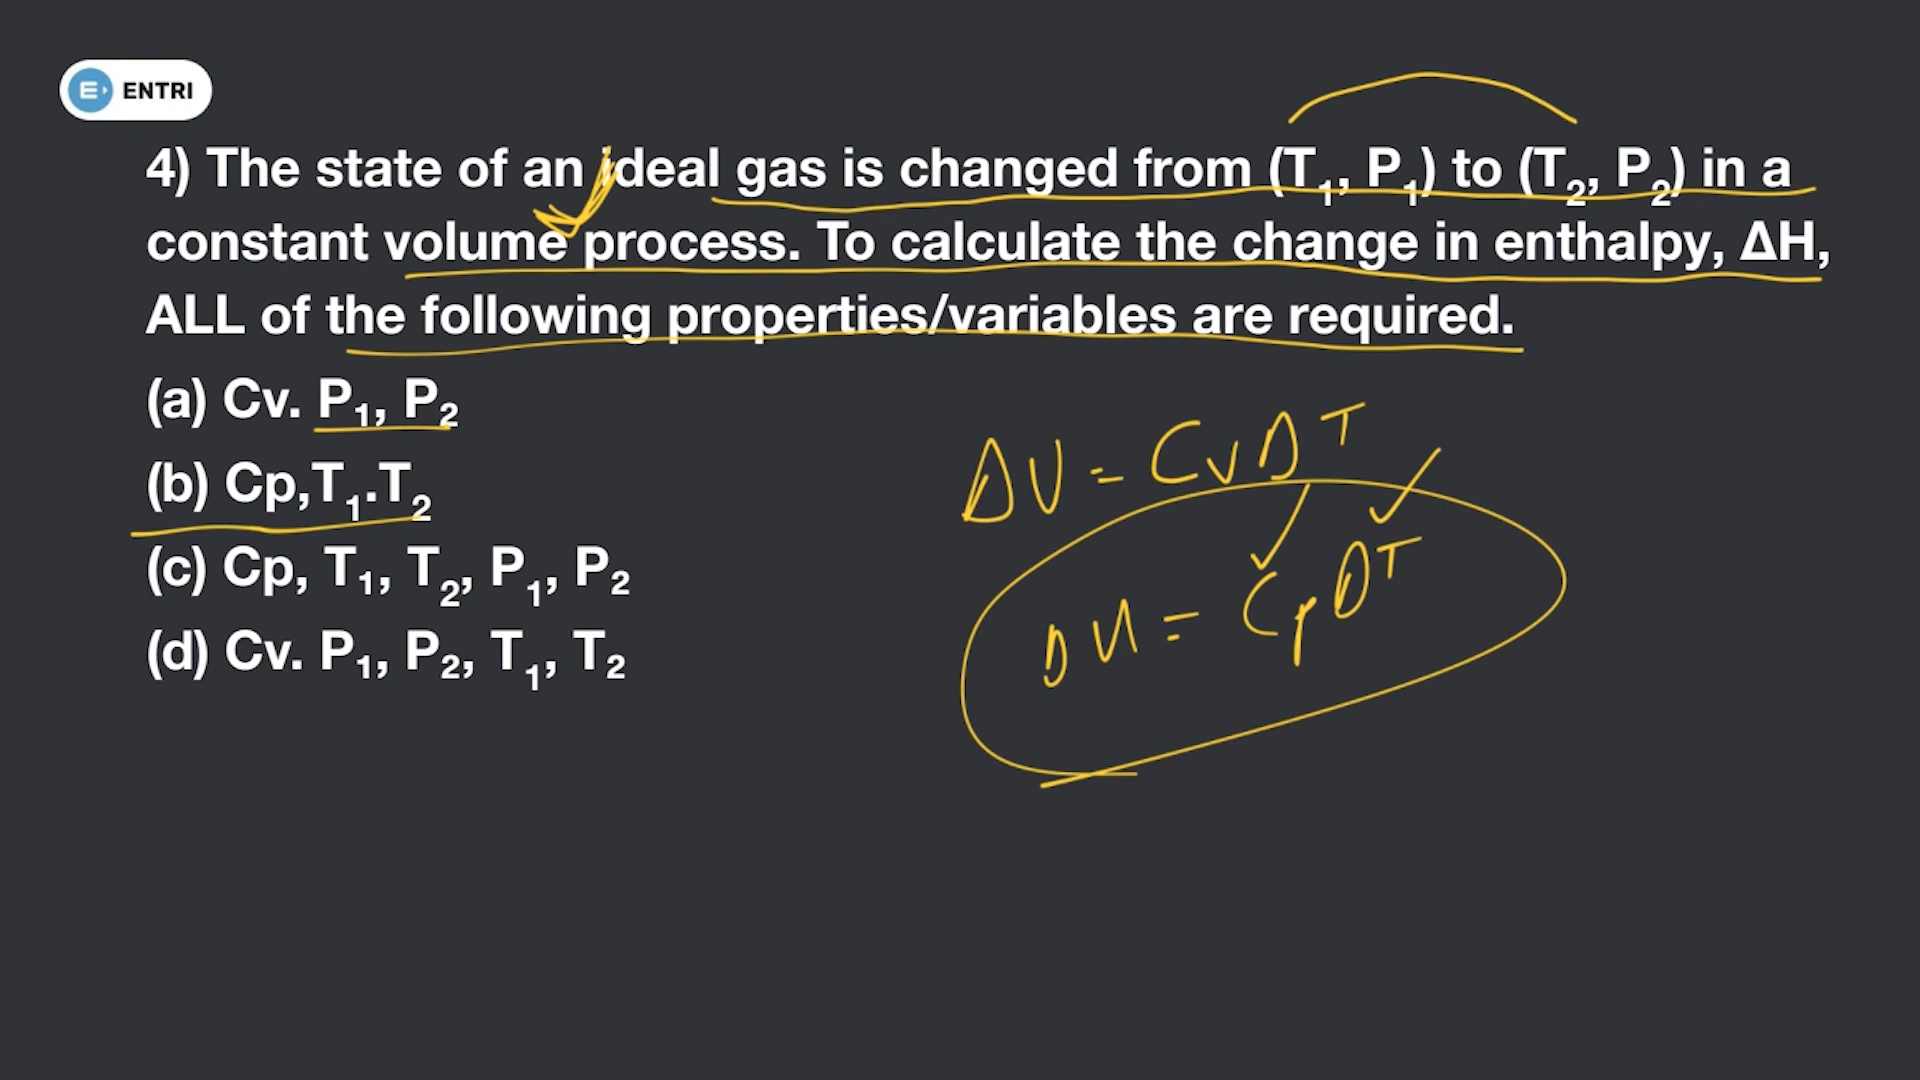 ENTRI
4) The state of an ideal gas is changed from (T₁, P₁) to (T₂, P₂) in a
constant volume process. To calculate the change in enthalpy, ΔH,
ALL of the following properties/variables are required.
(a) Cv. P₁, P₂
(b) Cp,T₁.T₂
(c) Cp, T₁, T₂, P₁, P₂
(d) Cv. P₁, P₂, T₁, T₂
ΔU = CvΔT
ΔH = CpΔT